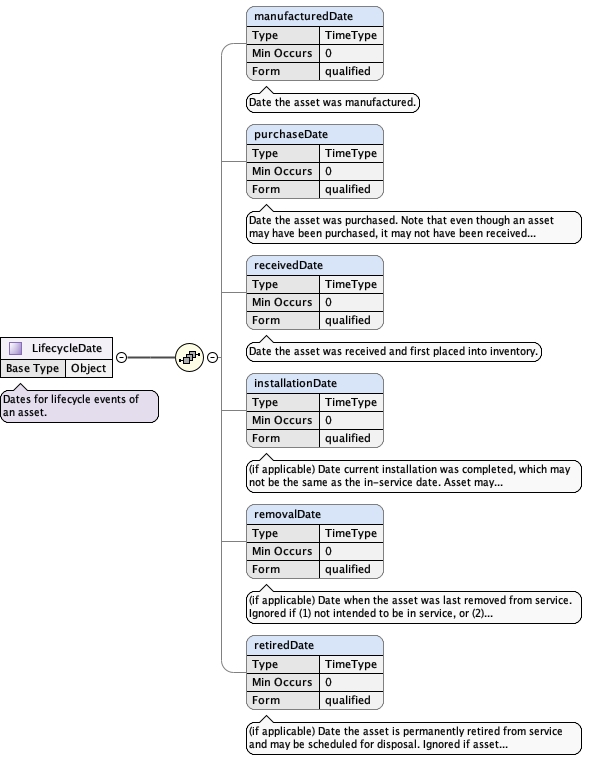 manufacturedDate
Type TimeType
Min Occurs 0
Form qualified
Date the asset was manufactured.
purchaseDate
Type TimeType
Min Occurs 0
Form qualified
Date the asset was purchased. Note that even though an asset
may have been purchased, it may not have been received...
receivedDate
Type TimeType
Min Occurs 0
Form qualified
Date the asset was received and first placed into inventory.
LifecycleDate
Base Type Object
Dates for lifecycle events of
an asset.
installationDate
Type TimeType
Min Occurs 0
Form qualified
(if applicable) Date current installation was completed, which may
not be the same as the in-service date. Asset may...
removalDate
Type TimeType
Min Occurs 0
Form qualified
(if applicable) Date when the asset was last removed from service.
Ignored if (1) not intended to be in service, or (2)...
retiredDate
Type TimeType
Min Occurs 0
Form qualified
(if applicable) Date the asset is permanently retired from service
and may be scheduled for disposal. Ignored if asset...